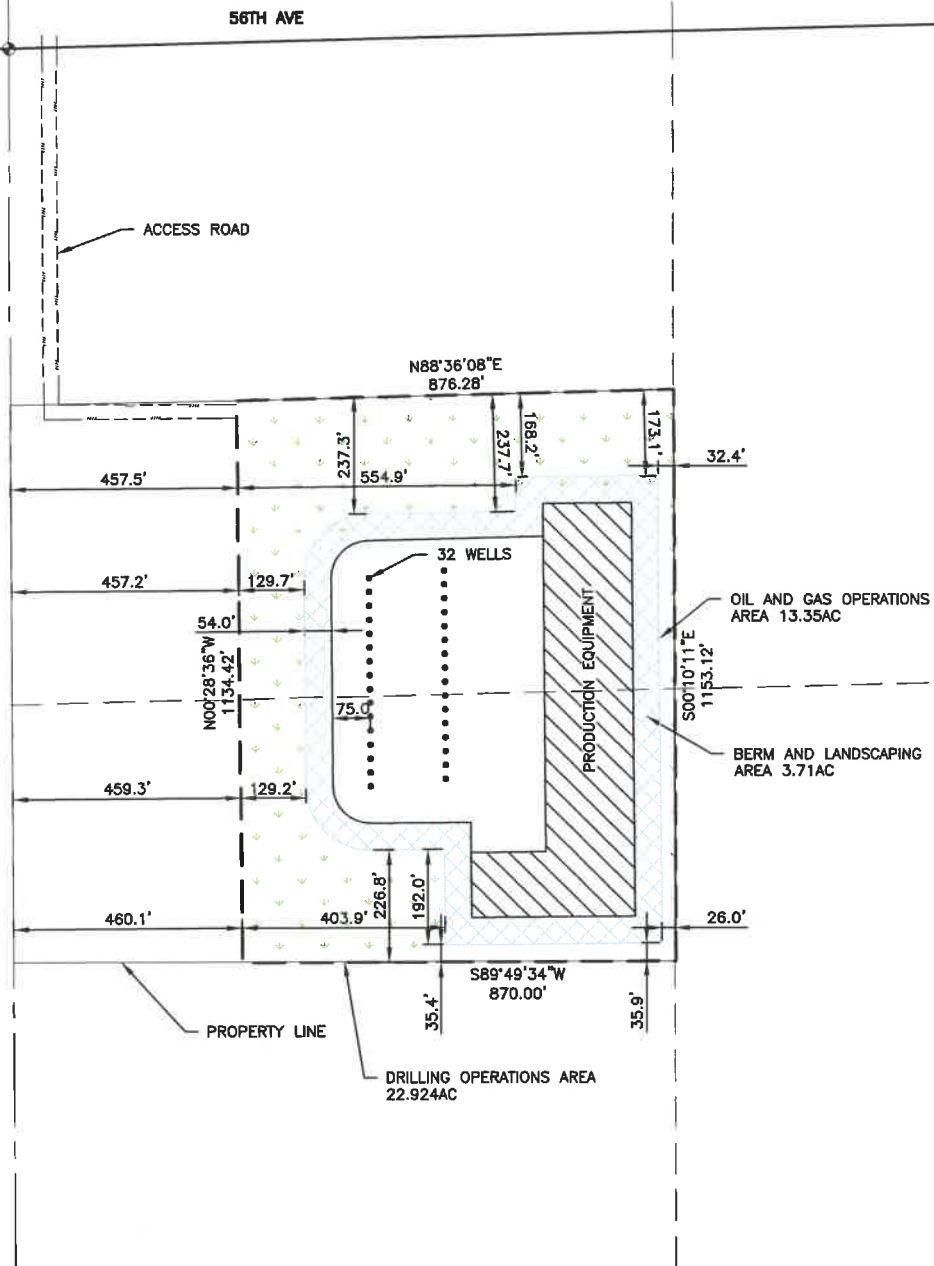 56TH AVE
ACCESS ROAD
N88°36'08"E
876.28'
237.3'
237.7'
168.2'
173.1'
32.4'
457.5'
554.9'
32 WELLS
457.2'
129.7'
54.0'
OIL AND GAS OPERATIONS
AREA 13.35AC
N00°28'36"W
1134.42'
75.0'
PRODUCTION EQUIPMENT
S00°10'11"E
1153.12'
BERM AND LANDSCAPING
AREA 3.71AC
459.3'
129.2'
226.8'
192.0'
460.1'
403.9'
26.0'
S89°49'34"W
870.00'
35.4'
35.9'
PROPERTY LINE
DRILLING OPERATIONS AREA
22.924AC